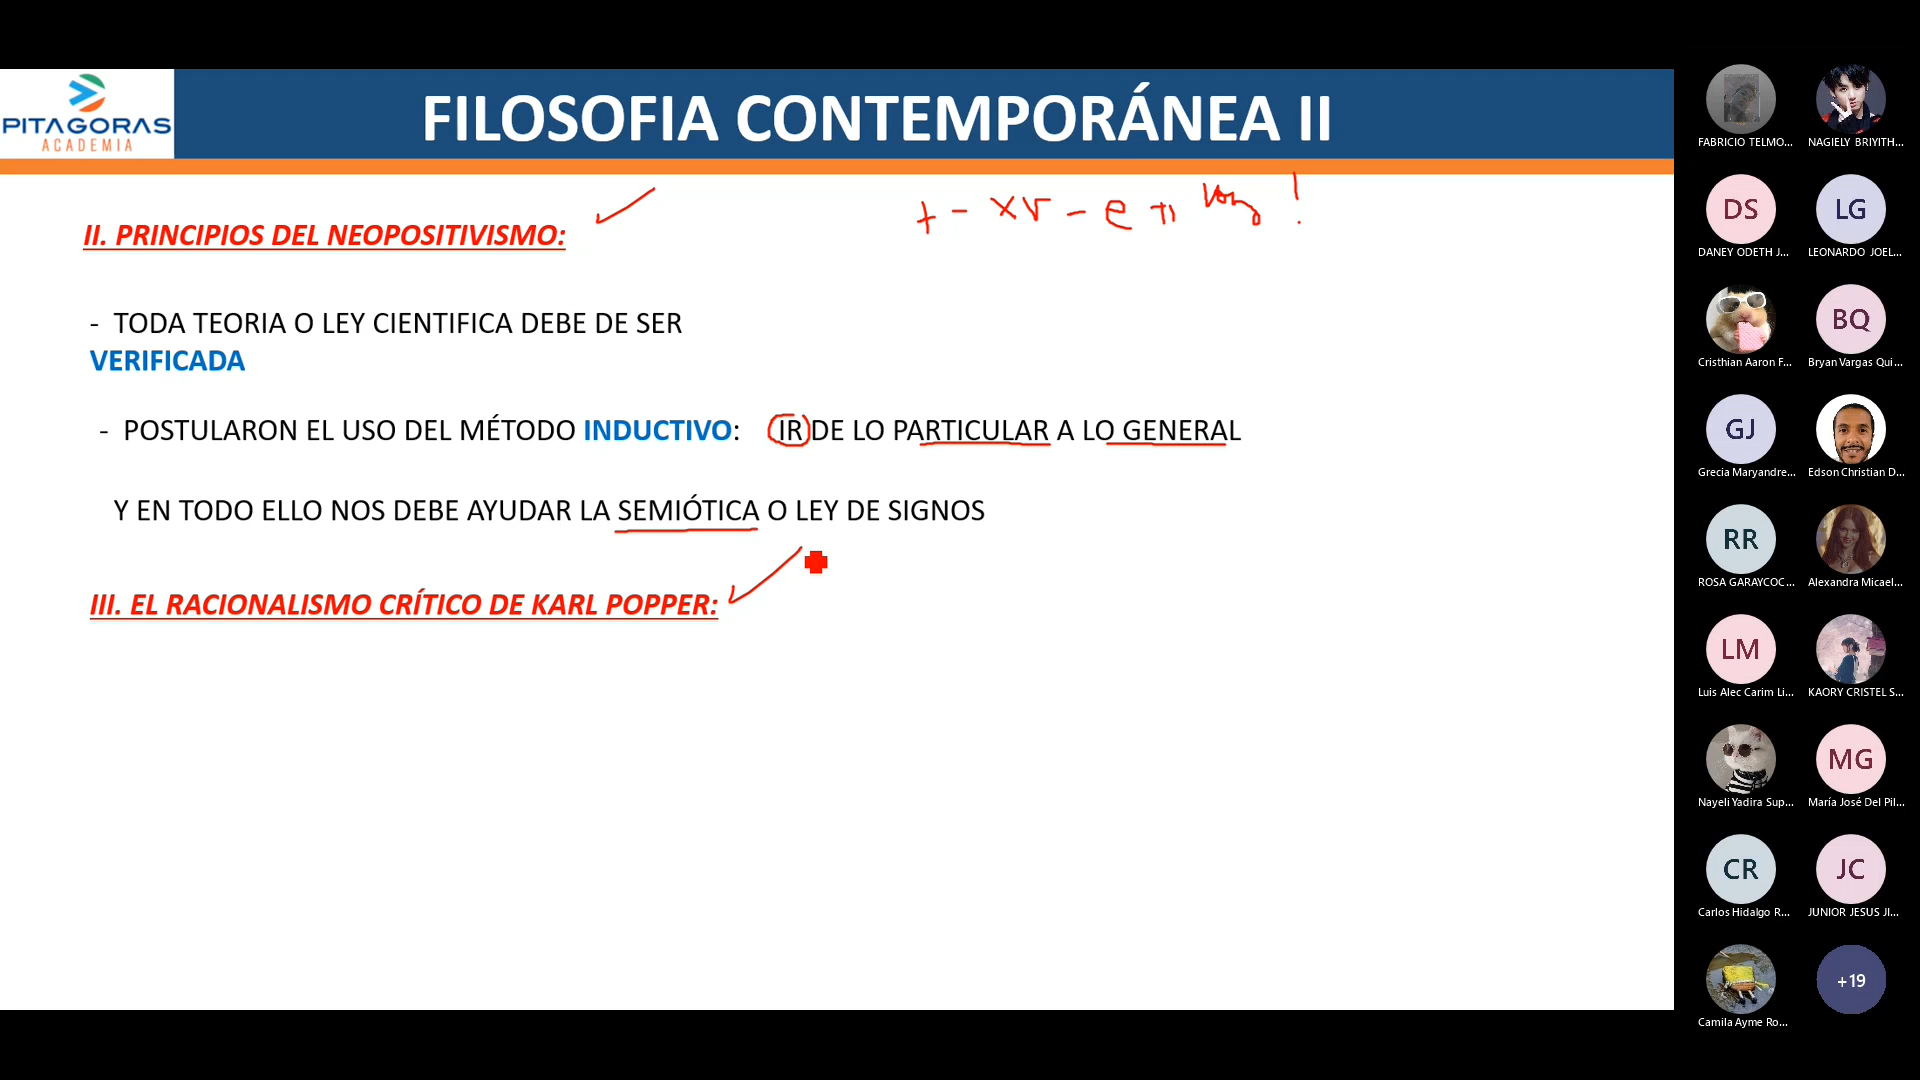 PITAGORAS
ACADEMIA
FILOSOFIA CONTEMPORÁNEA II
+ - x √ - e π log !
II. PRINCIPIOS DEL NEOPOSITIVISMO:
- TODA TEORIA O LEY CIENTIFICA DEBE DE SER
VERIFICADA
- POSTULARON EL USO DEL MÉTODO INDUCTIVO: IR DE LO PARTICULAR A LO GENERAL
Y EN TODO ELLO NOS DEBE AYUDAR LA SEMIÓTICA O LEY DE SIGNOS
III. EL RACIONALISMO CRÍTICO DE KARL POPPER:
FABRICIO TELMO...
NAGIELY BRIYITH...
DS
DANEY ODETH J...
LG
LEONARDO JOEL...
Cristhian Aaron F...
BQ
Bryan Vargas Qui...
GJ
Grecia Maryandre...
Edson Christian D...
RR
ROSA GARAYCOC...
Alexandra Micael...
LM
Luis Alec Carim Li...
KAORY CRISTEL S...
Nayeli Yadira Sup...
MG
María José Del Pil...
CR
Carlos Hidalgo R...
JC
JUNIOR JESUS JI...
Camila Ayme Ro...
+19